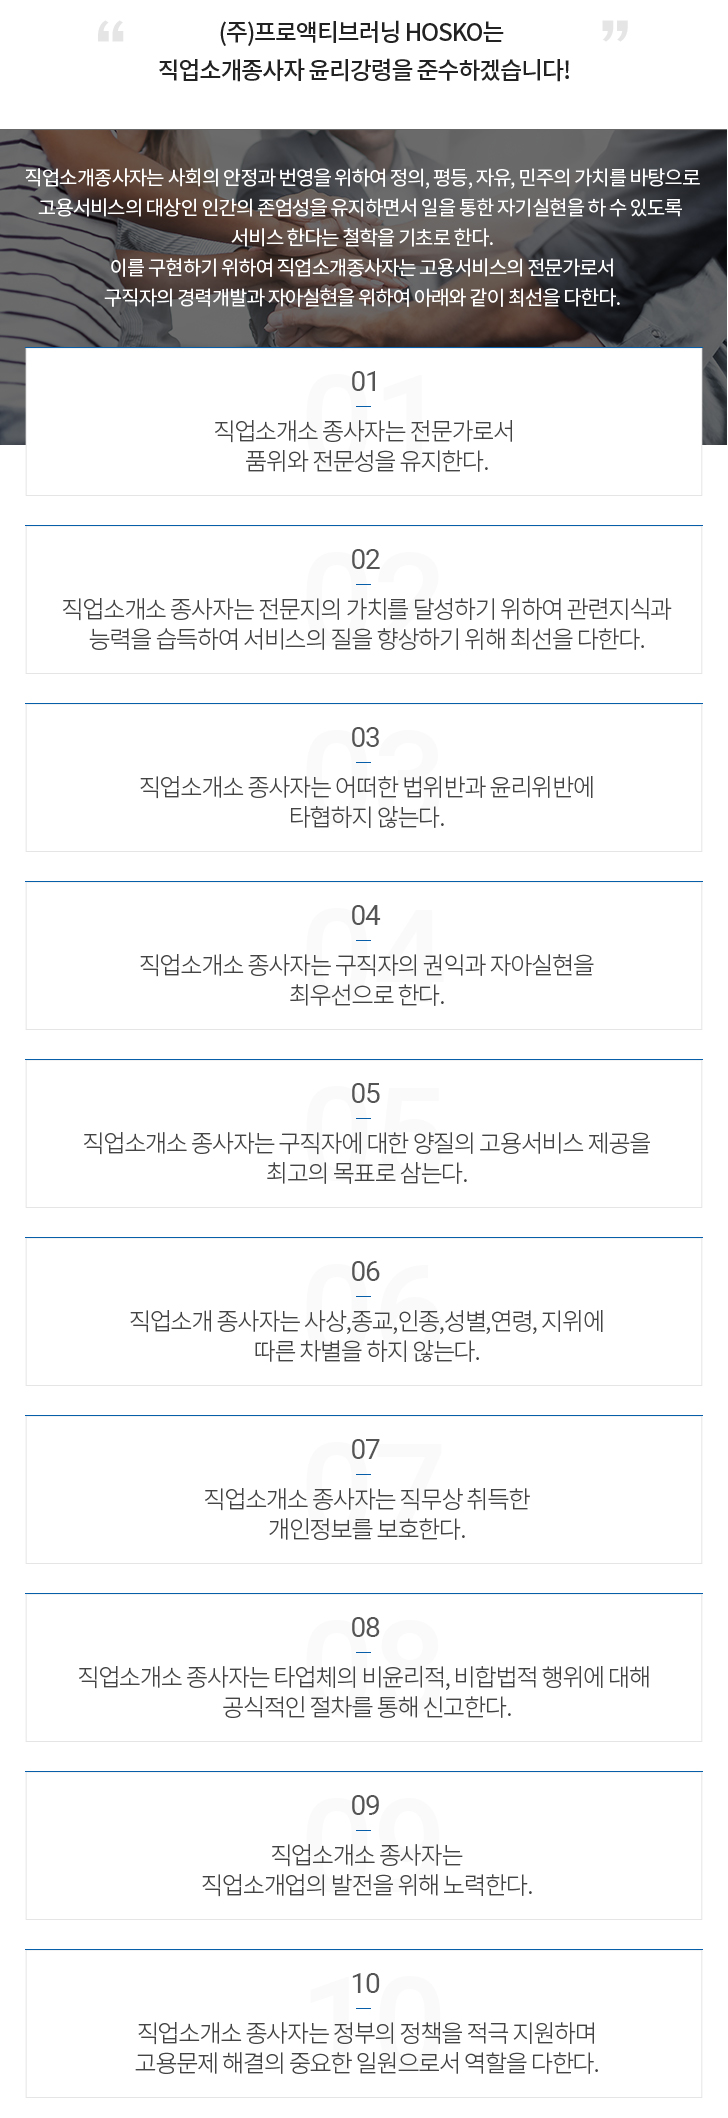 “ (주)프로액티브러닝 HOSKO는 ”
직업소개종사자 윤리강령을 준수하겠습니다!
직업소개종사자는 사회의 안정과 번영을 위하여 정의, 평등, 자유, 민주의 가치를 바탕으로
고용서비스의 대상인 인간의 존엄성을 유지하면서 일을 통한 자기실현을 하 수 있도록
서비스 한다는 철학을 기초로 한다.
이를 구현하기 위하여 직업소개종사자는 고용서비스의 전문가로서
구직자의 경력개발과 자아실현을 위하여 아래와 같이 최선을 다한다.
01
직업소개소 종사자는 전문가로서
품위와 전문성을 유지한다.
02
직업소개소 종사자는 전문지의 가치를 달성하기 위하여 관련지식과
능력을 습득하여 서비스의 질을 향상하기 위해 최선을 다한다.
03
직업소개소 종사자는 어떠한 법위반과 윤리위반에
타협하지 않는다.
04
직업소개소 종사자는 구직자의 권익과 자아실현을
최우선으로 한다.
05
직업소개소 종사자는 구직자에 대한 양질의 고용서비스 제공을
최고의 목표로 삼는다.
06
직업소개 종사자는 사상,종교,인종,성별,연령, 지위에
따른 차별을 하지 않는다.
07
직업소개소 종사자는 직무상 취득한
개인정보를 보호한다.
08
직업소개소 종사자는 타업체의 비윤리적, 비합법적 행위에 대해
공식적인 절차를 통해 신고한다.
09
직업소개소 종사자는
직업소개업의 발전을 위해 노력한다.
10
직업소개소 종사자는 정부의 정책을 적극 지원하며
고용문제 해결의 중요한 일원으로서 역할을 다한다.